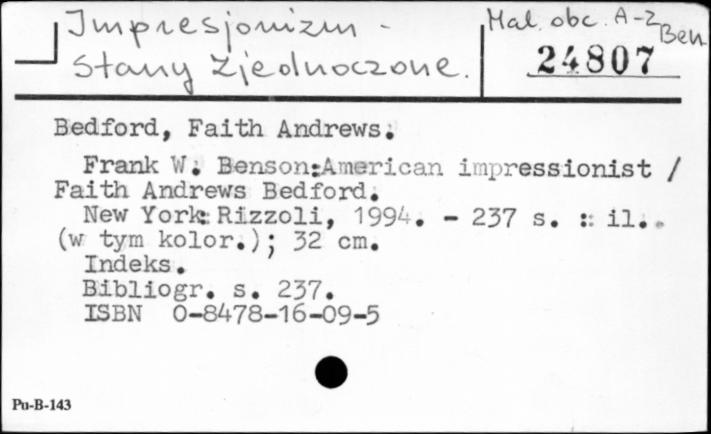 Impresjonizm -
Stany Zjednoczone.
Mal. obc. A-Z
Ben
24807
Bedford, Faith Andrews.
Frank W. Benson:American impressionist /
Faith Andrews Bedford.
New York:Rizzoli, 1994. - 237 s. : il..
(w tym kolor.); 32 cm.
Indeks.
Bibliogr. s. 237.
ISBN 0-8478-16-09-5
Pu-B-143